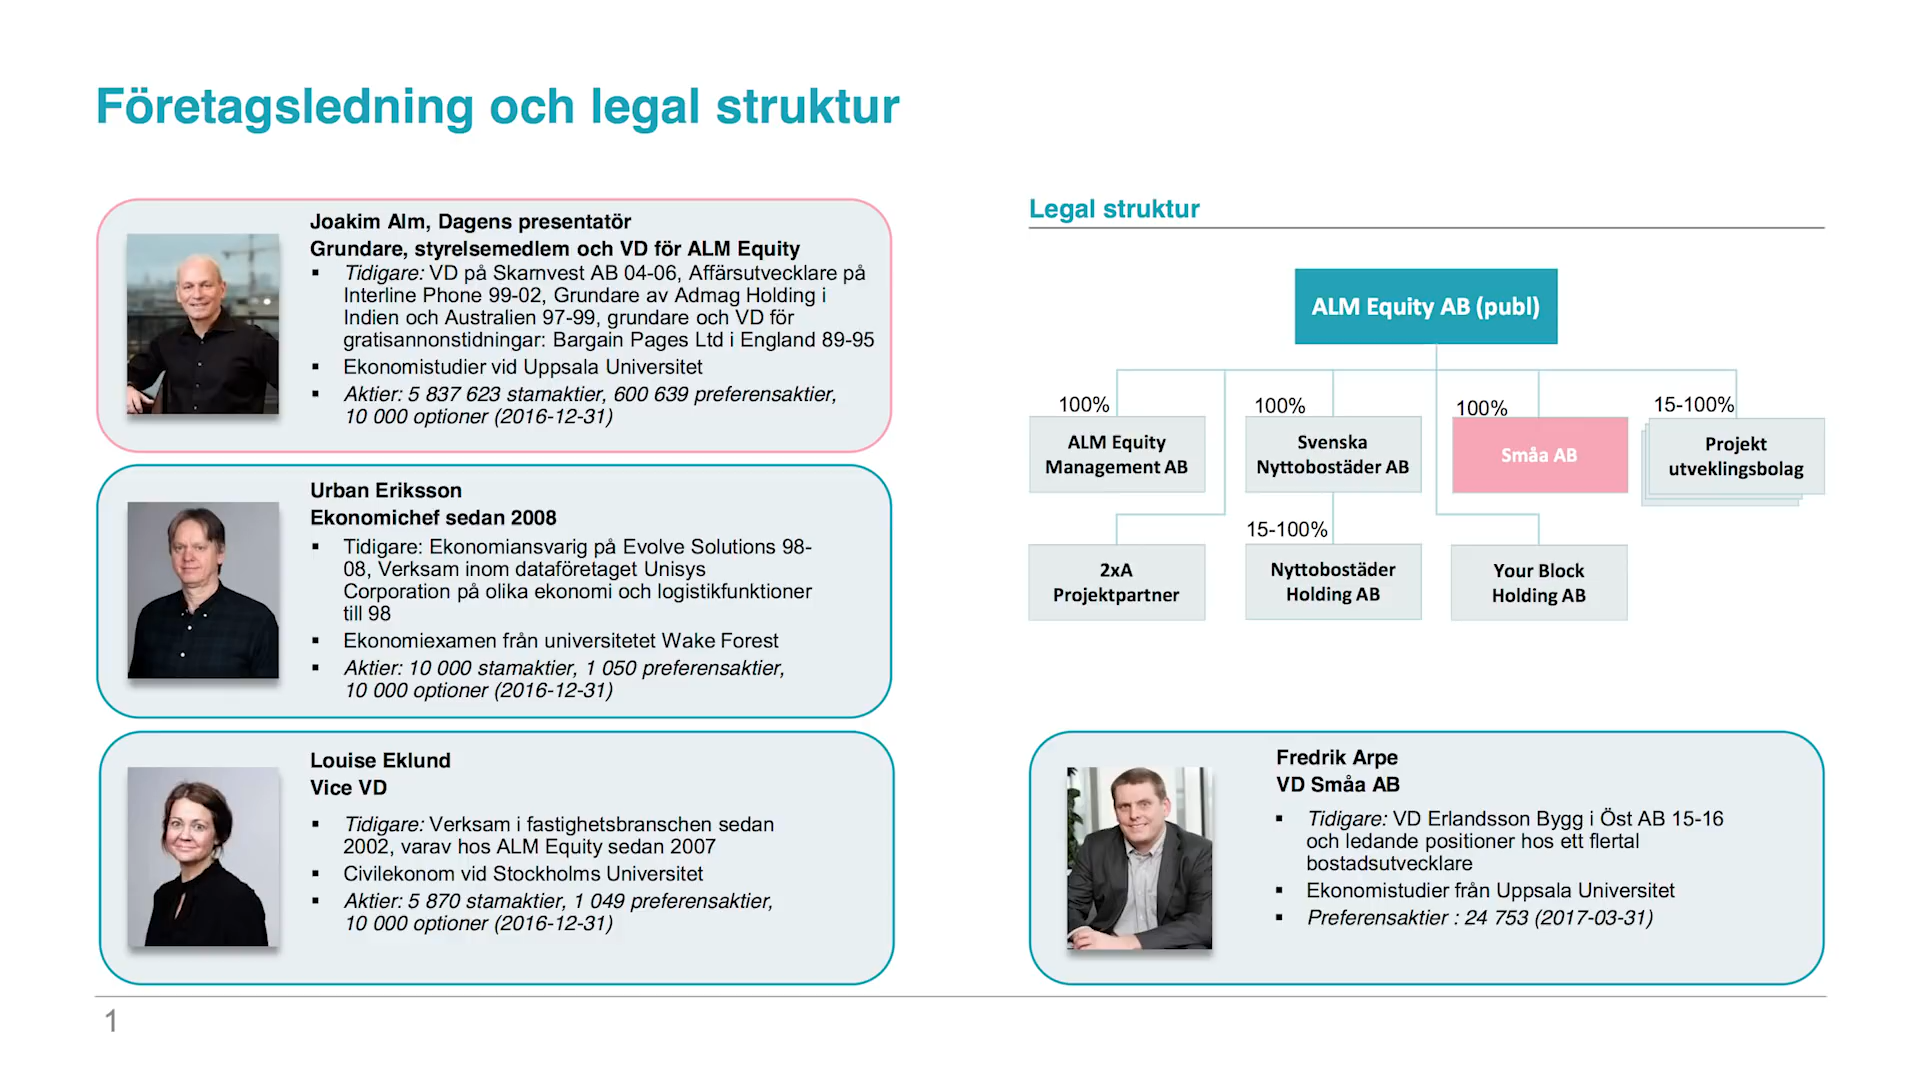 Företagsledning och legal struktur
Joakim Alm, Dagens presentatör
Grundare, styrelsemedlem och VD för ALM Equity
▪ Tidigare: VD på Skarnvest AB 04-06, Affärsutvecklare på
Interline Phone 99-02, Grundare av Admag Holding i
Indien och Australien 97-99, grundare och VD för
gratisannonstidningar: Bargain Pages Ltd i England 89-95
▪ Ekonomistudier vid Uppsala Universitet
▪ Aktier: 5 837 623 stamaktier, 600 639 preferensaktier,
10 000 optioner (2016-12-31)
Urban Eriksson
Ekonomichef sedan 2008
▪ Tidigare: Ekonomiansvarig på Evolve Solutions 98-
08, Verksam inom dataföretaget Unisys
Corporation på olika ekonomi och logistikfunktioner
till 98
▪ Ekonomiexamen från universitetet Wake Forest
▪ Aktier: 10 000 stamaktier, 1 050 preferensaktier,
10 000 optioner (2016-12-31)
Louise Eklund
Vice VD
▪ Tidigare: Verksam i fastighetsbranschen sedan
2002, varav hos ALM Equity sedan 2007
▪ Civilekonom vid Stockholms Universitet
▪ Aktier: 5 870 stamaktier, 1 049 preferensaktier,
10 000 optioner (2016-12-31)
Legal struktur
ALM Equity AB (publ)
100%
ALM Equity
Management AB
100%
Svenska
Nyttobostäder AB
100%
Småa AB
15-100%
Projekt
utveklingsbolag
2xA
Projektpartner
15-100%
Nyttobostäder
Holding AB
Your Block
Holding AB
Fredrik Arpe
VD Småa AB
▪ Tidigare: VD Erlandsson Bygg i Öst AB 15-16
och ledande positioner hos ett flertal
bostadsutvecklare
▪ Ekonomistudier från Uppsala Universitet
▪ Preferensaktier : 24 753 (2017-03-31)
1